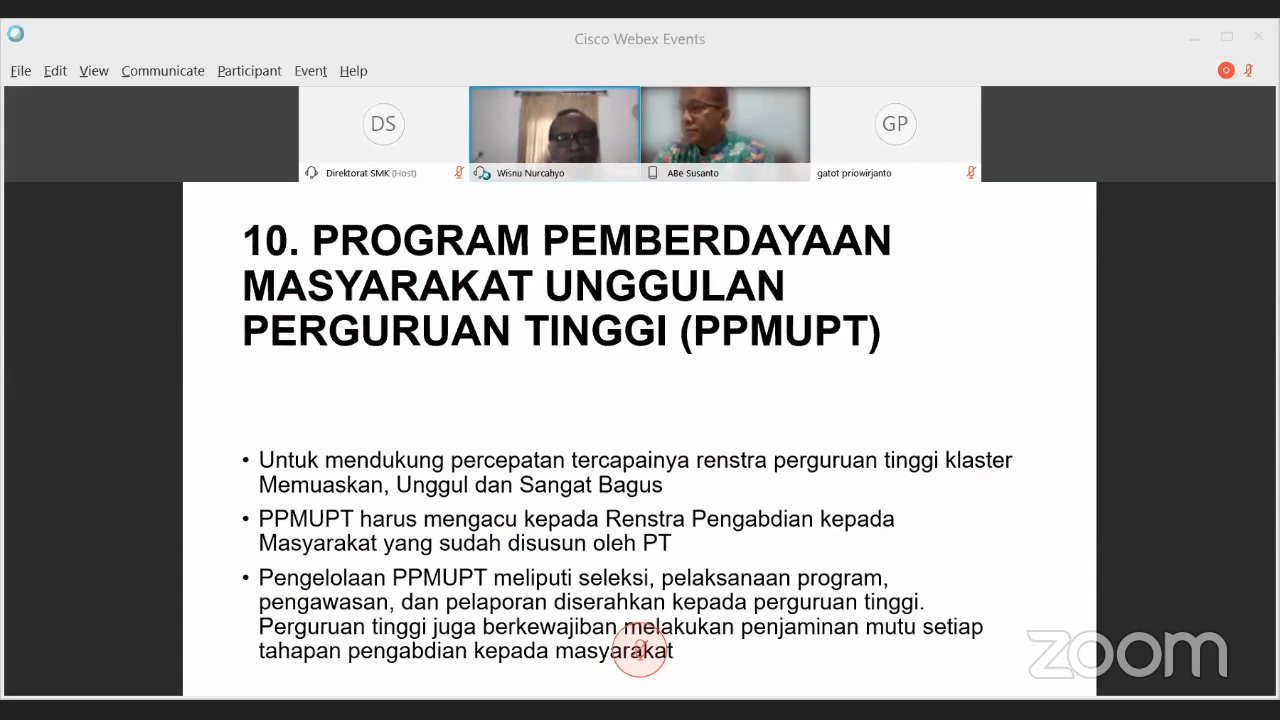 Cisco Webex Events
File Edit View Communicate Participant Event Help
DS
GP
Direktorat SMK (Host)
Wisnu Nurcahyo
ABe Susanto
gatot priowirjanto
10. PROGRAM PEMBERDAYAAN
MASYARAKAT UNGGULAN
PERGURUAN TINGGI (PPMUPT)
• Untuk mendukung percepatan tercapainya renstra perguruan tinggi klaster
Memuaskan, Unggul dan Sangat Bagus
• PPMUPT harus mengacu kepada Renstra Pengabdian kepada
Masyarakat yang sudah disusun oleh PT
• Pengelolaan PPMUPT meliputi seleksi, pelaksanaan program,
pengawasan, dan pelaporan diserahkan kepada perguruan tinggi.
Perguruan tinggi juga berkewajiban melakukan penjaminan mutu setiap
tahapan pengabdian kepada masyarakat
zoom